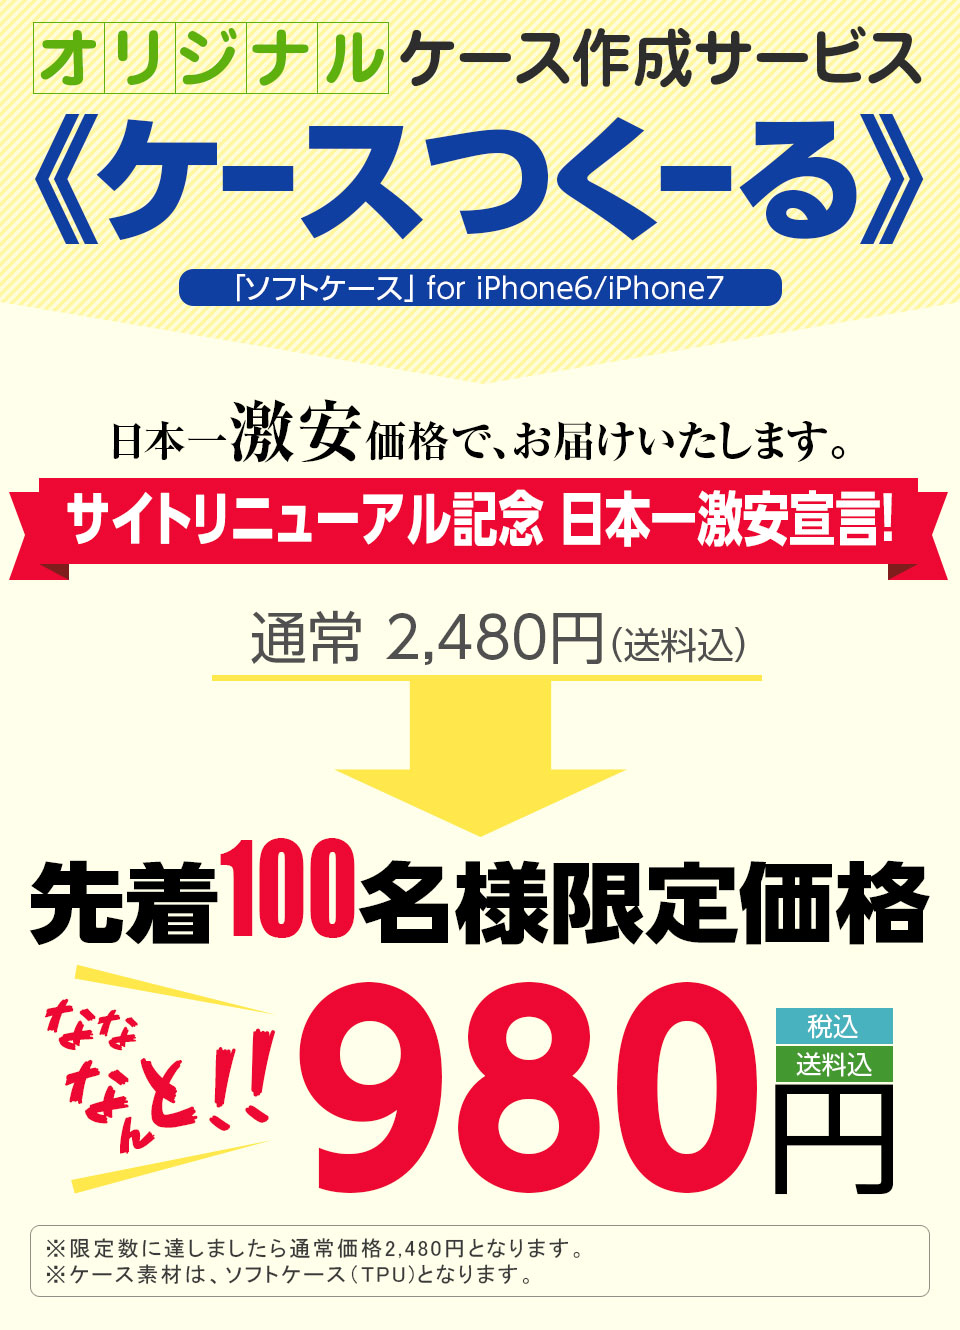 オリジナルケース作成サービス
《ケースつくーる》
「ソフトケース」 for iPhone6/iPhone7
日本一激安価格で、お届けいたします。
サイトリニューアル記念 日本一激安宣言!
通常 2,480円(送料込)
先着100名様限定価格
なな
なんと!!
980円
税込
送料込
※限定数に達しましたら通常価格2,480円となります。
※ケース素材は、ソフトケース(TPU)となります。